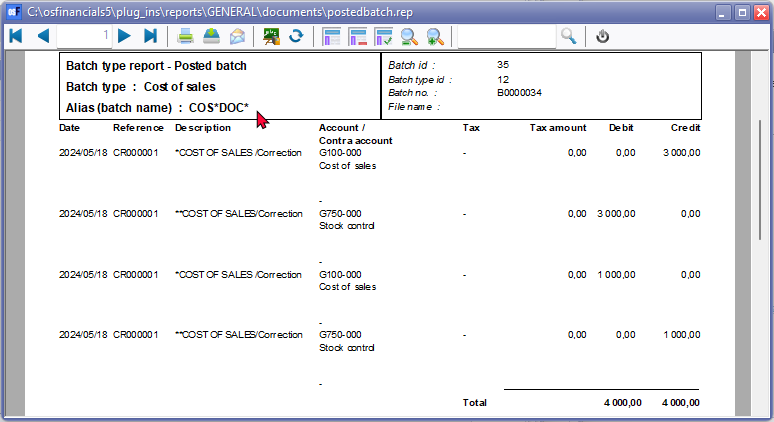 C:\osfinancials5\plug_ins\reports\GENERAL\documents\postedbatch.rep
1
Batch type report - Posted batch
Batch type : Cost of sales
Alias (batch name) : COS*DOC*
Batch id : 35
Batch type id : 12
Batch no. : B0000034
File name :
Date Reference Description Account / Tax Tax amount Debit Credit
Contra account
2024/05/18 CR000001 *COST OF SALES /Correction G100-000 - 0,00 0,00 3 000,00
Cost of sales
-
2024/05/18 CR000001 **COST OF SALES/Correction G750-000 - 0,00 3 000,00 0,00
Stock control
-
2024/05/18 CR000001 *COST OF SALES /Correction G100-000 - 0,00 1 000,00 0,00
Cost of sales
-
2024/05/18 CR000001 **COST OF SALES/Correction G750-000 - 0,00 0,00 1 000,00
Stock control
-
Total 4 000,00 4 000,00